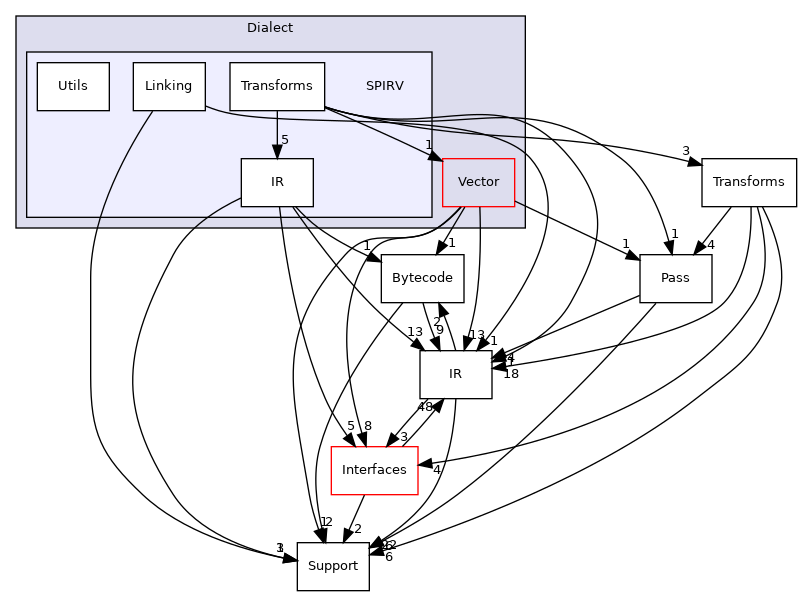 Dialect
Utils
Linking
Transforms
SPIRV
5
1
3
IR
Vector
Transforms
1
1
1
1
4
Bytecode
Pass
2
9
13
13
1
18
IR
48
5
8
3
4
Interfaces
2
6
Support